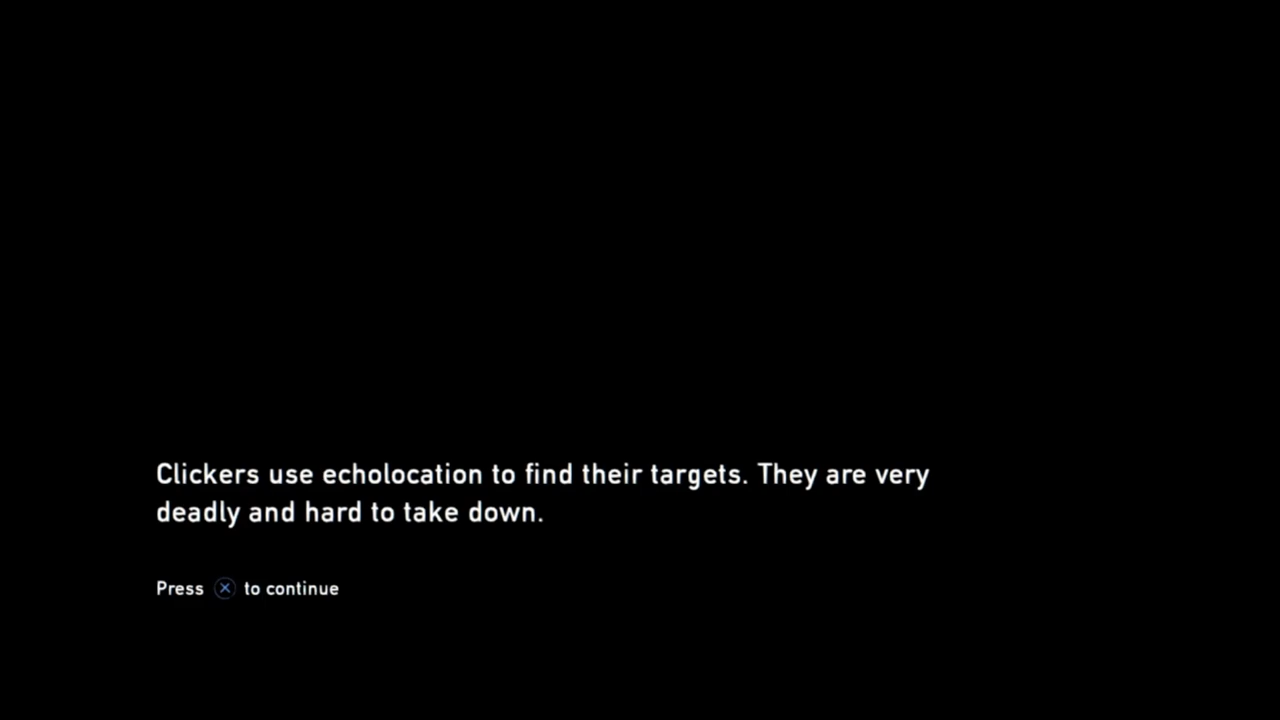 Clickers use echolocation to find their targets. They are very
deadly and hard to take down.
Press ⓧ to continue